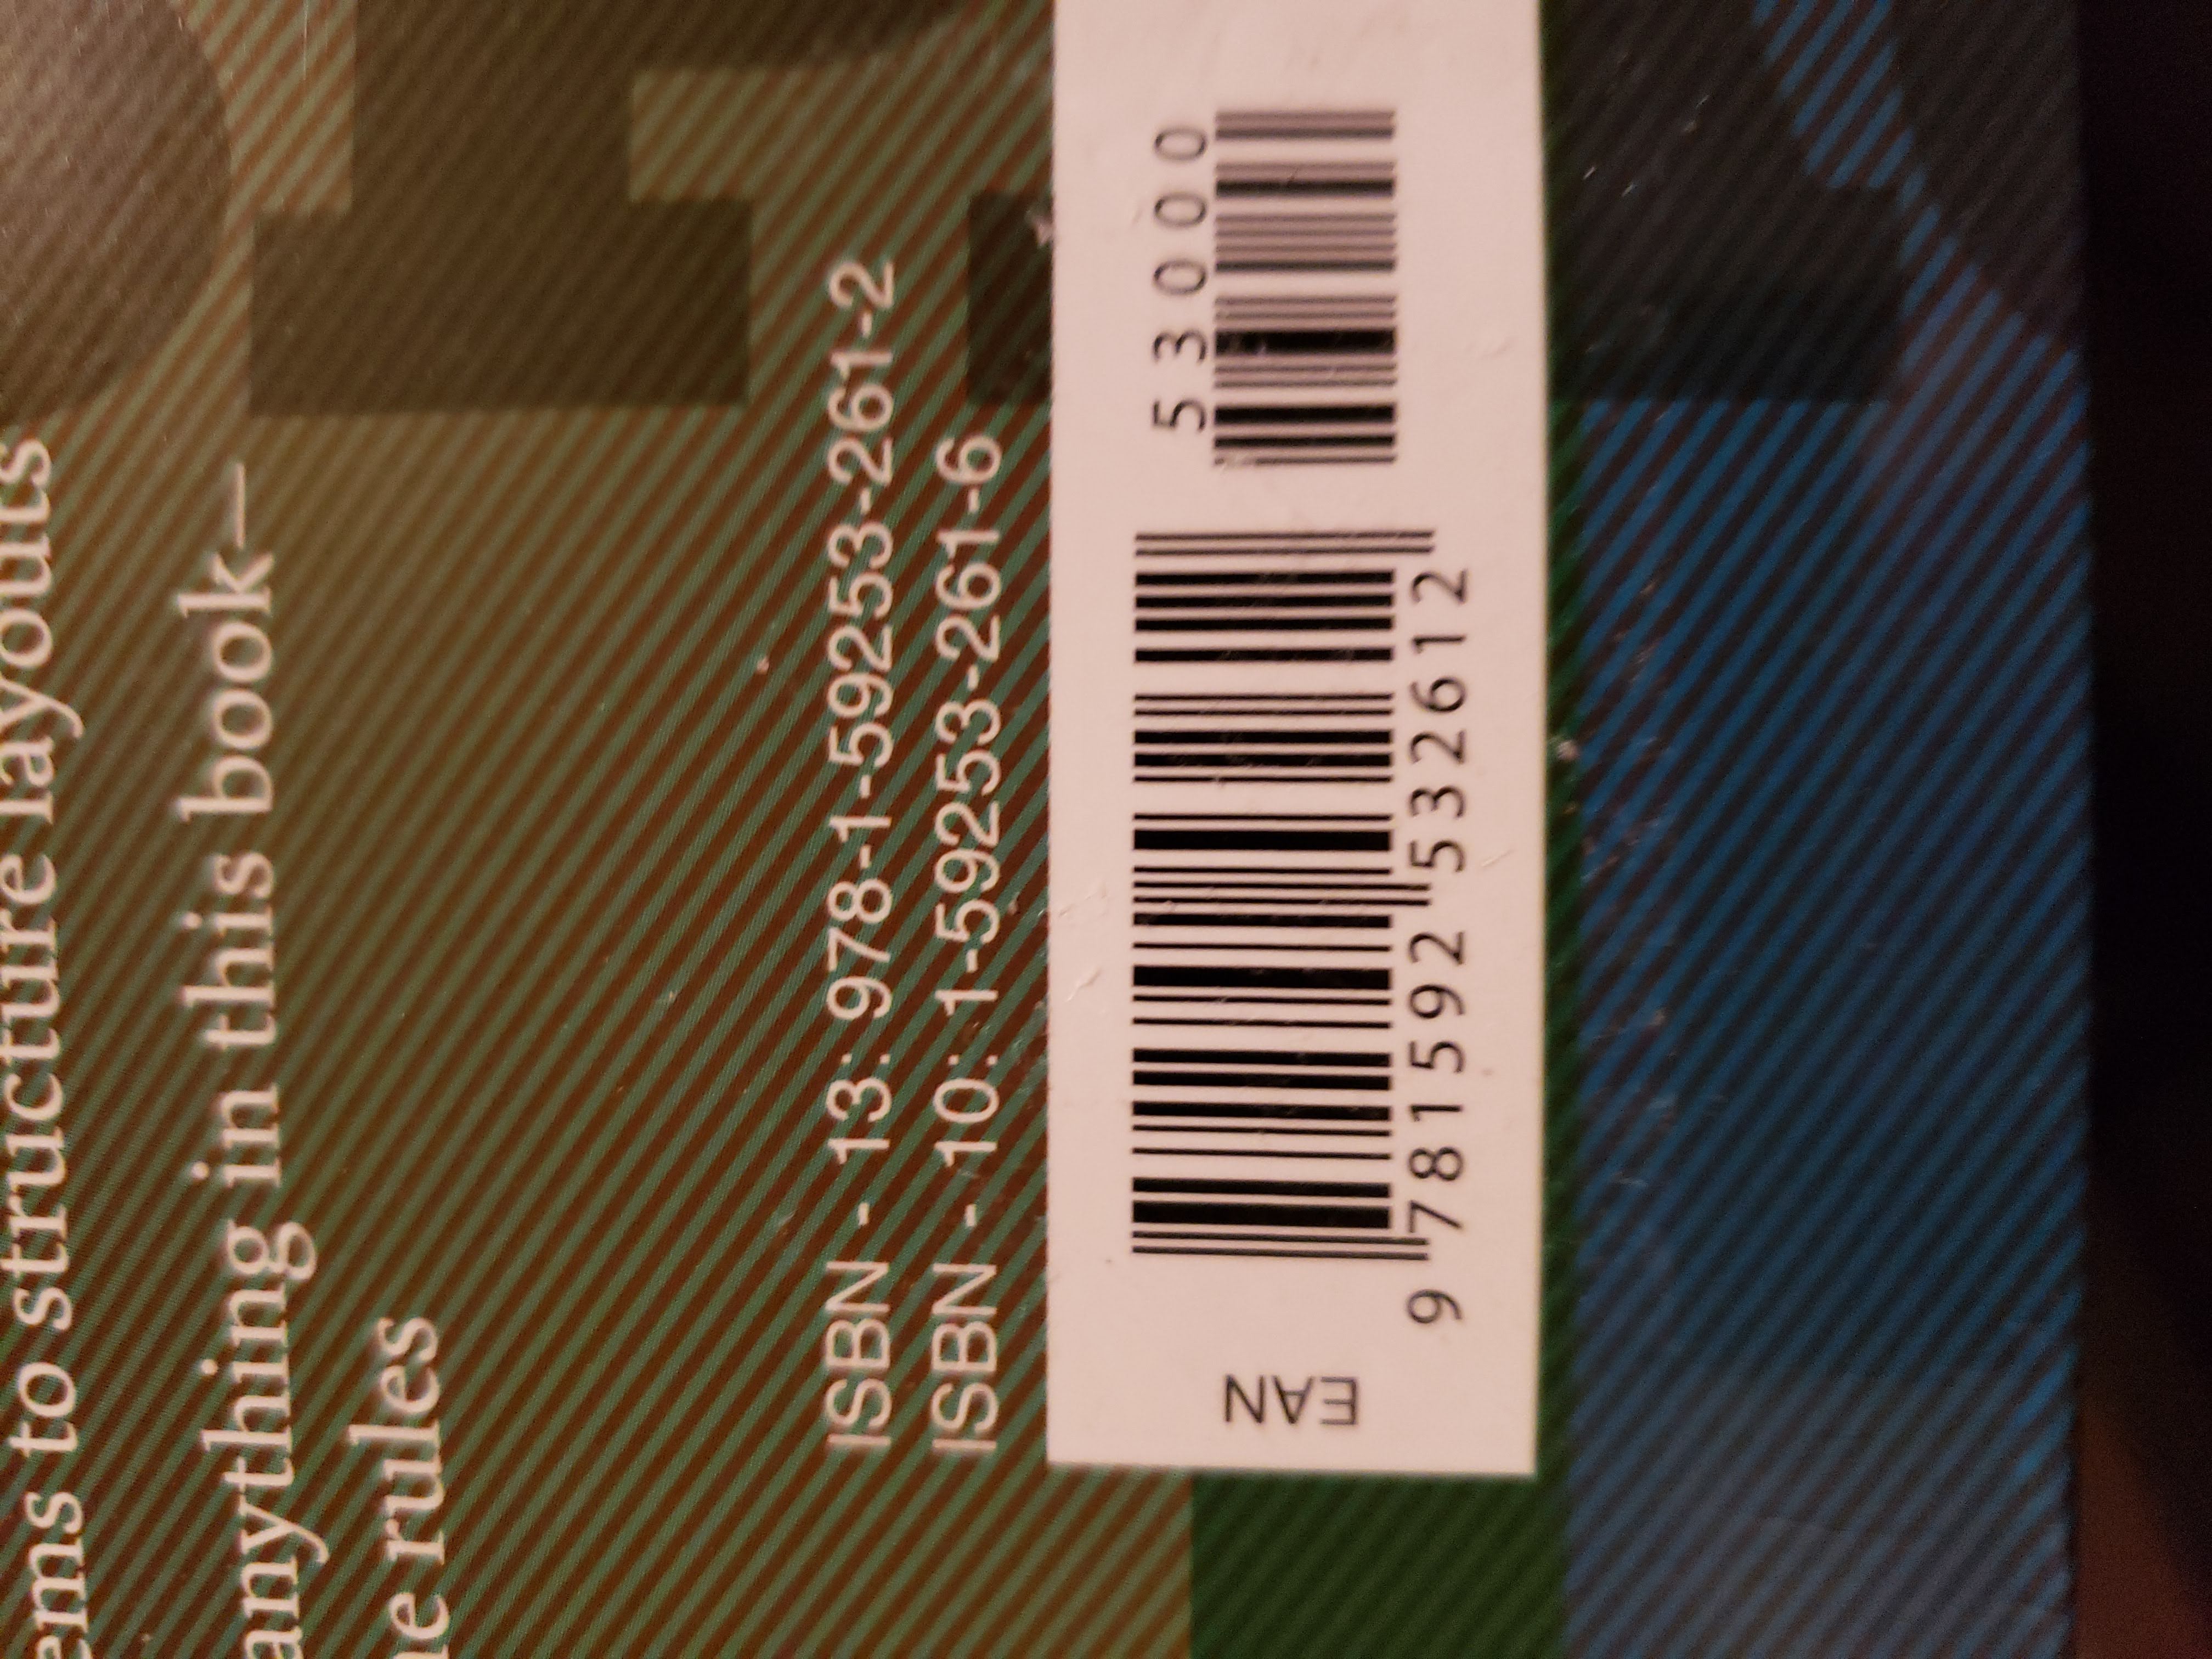 ems to structure layouts
anything in this book—
he rules
ISBN - 13: 978-1-59253-261-2
ISBN - 10: 1-59253-261-6
53000
EAN
9 781592 532612